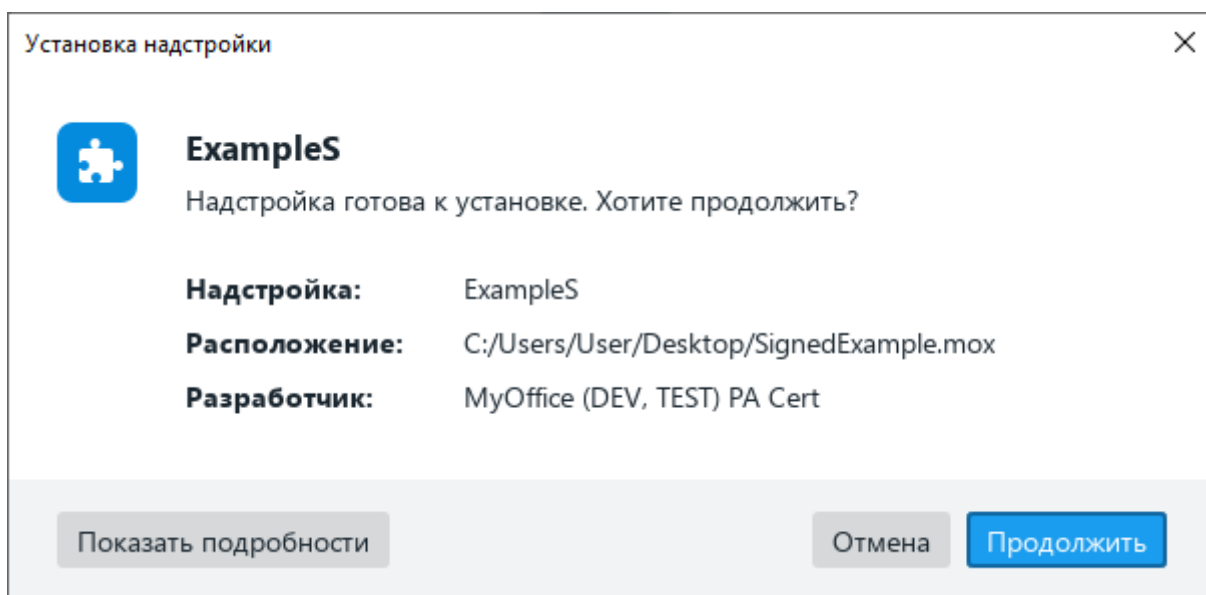 Установка надстройки
ExampleS
Надстройка готова к установке. Хотите продолжить?
Надстройка: ExampleS
Расположение: C:/Users/User/Desktop/SignedExample.mox
Разработчик: MyOffice (DEV, TEST) PA Cert
Показать подробности Отмена Продолжить